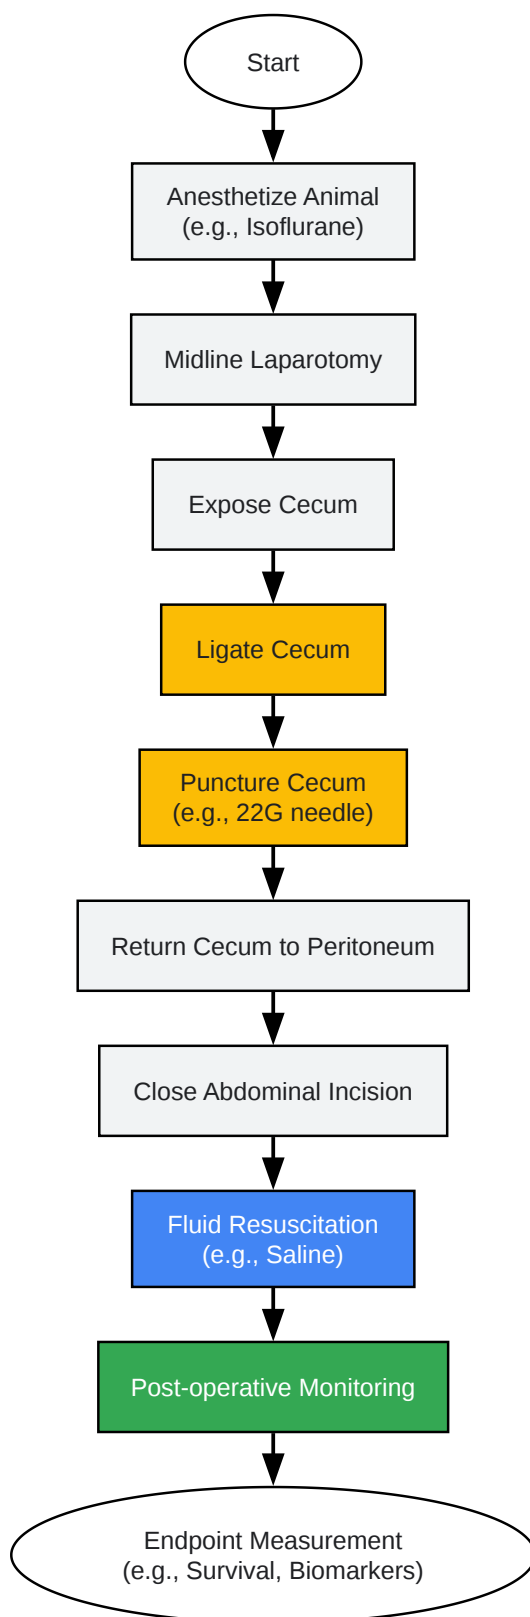 Start
Anesthetize Animal
(e.g., Isoflurane)
Midline Laparotomy
Expose Cecum
Ligate Cecum
Puncture Cecum
(e.g., 22G needle)
Return Cecum to Peritoneum
Close Abdominal Incision
Fluid Resuscitation
(e.g., Saline)
Post-operative Monitoring
Endpoint Measurement
(e.g., Survival, Biomarkers)